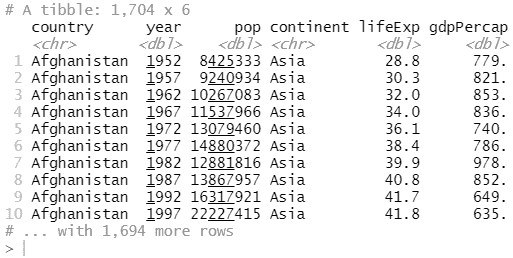 # A tibble: 1,704 x 6
country year pop continent lifeExp gdpPercap
<chr> <dbl> <dbl> <chr> <dbl> <dbl>
1 Afghanistan 1952 8425333 Asia 28.8 779.
2 Afghanistan 1957 9240934 Asia 30.3 821.
3 Afghanistan 1962 10267083 Asia 32.0 853.
4 Afghanistan 1967 11537966 Asia 34.0 836.
5 Afghanistan 1972 13079460 Asia 36.1 740.
6 Afghanistan 1977 14880372 Asia 38.4 786.
7 Afghanistan 1982 12881816 Asia 39.9 978.
8 Afghanistan 1987 13867957 Asia 40.8 852.
9 Afghanistan 1992 16317921 Asia 41.7 649.
10 Afghanistan 1997 22227415 Asia 41.8 635.
# ... with 1,694 more rows
>